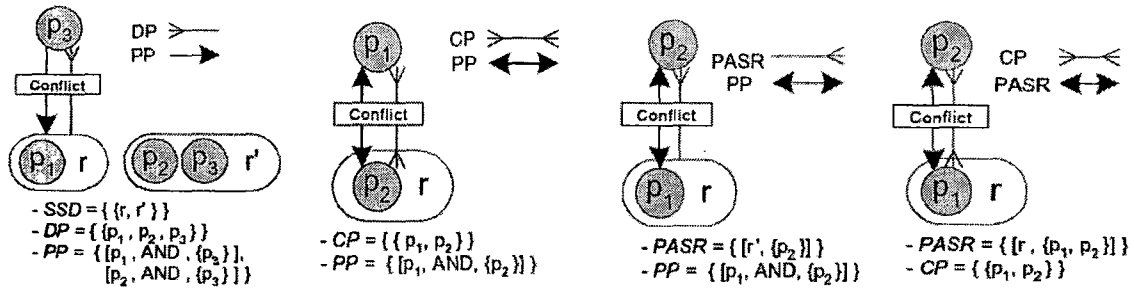 p3
DP
PP
Conflict
p1 r
p2 p3 r'
- SSD = { {r, r' } }
- DP = { {p1 , p2 , p3} }
- PP = { [p1 , AND , {p3}],
[p2 , AND , {p3}] }
p1
CP
PP
Conflict
p2 r
- CP = { { p1, p2} }
- PP = { [p1, AND, {p2}] }
p2
PASR
PP
Conflict
p1 r
- PASR = { [r', {p2}] }
- PP = { [p1, AND, {p2}] }
p2
CP
PASR
Conflict
p1 r
- PASR = { [r , {p1, p2}] }
- CP = { {p1, p2} }